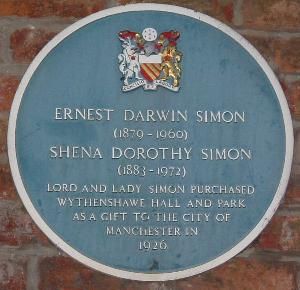 ERNEST DARWIN SIMON
(1879 - 1960)
SHENA DOROTHY SIMON
(1883 - 1972)
LORD AND LADY SIMON PURCHASED
WYTHENSHAWE HALL AND PARK
AS A GIFT TO THE CITY OF
MANCHESTER IN
1926